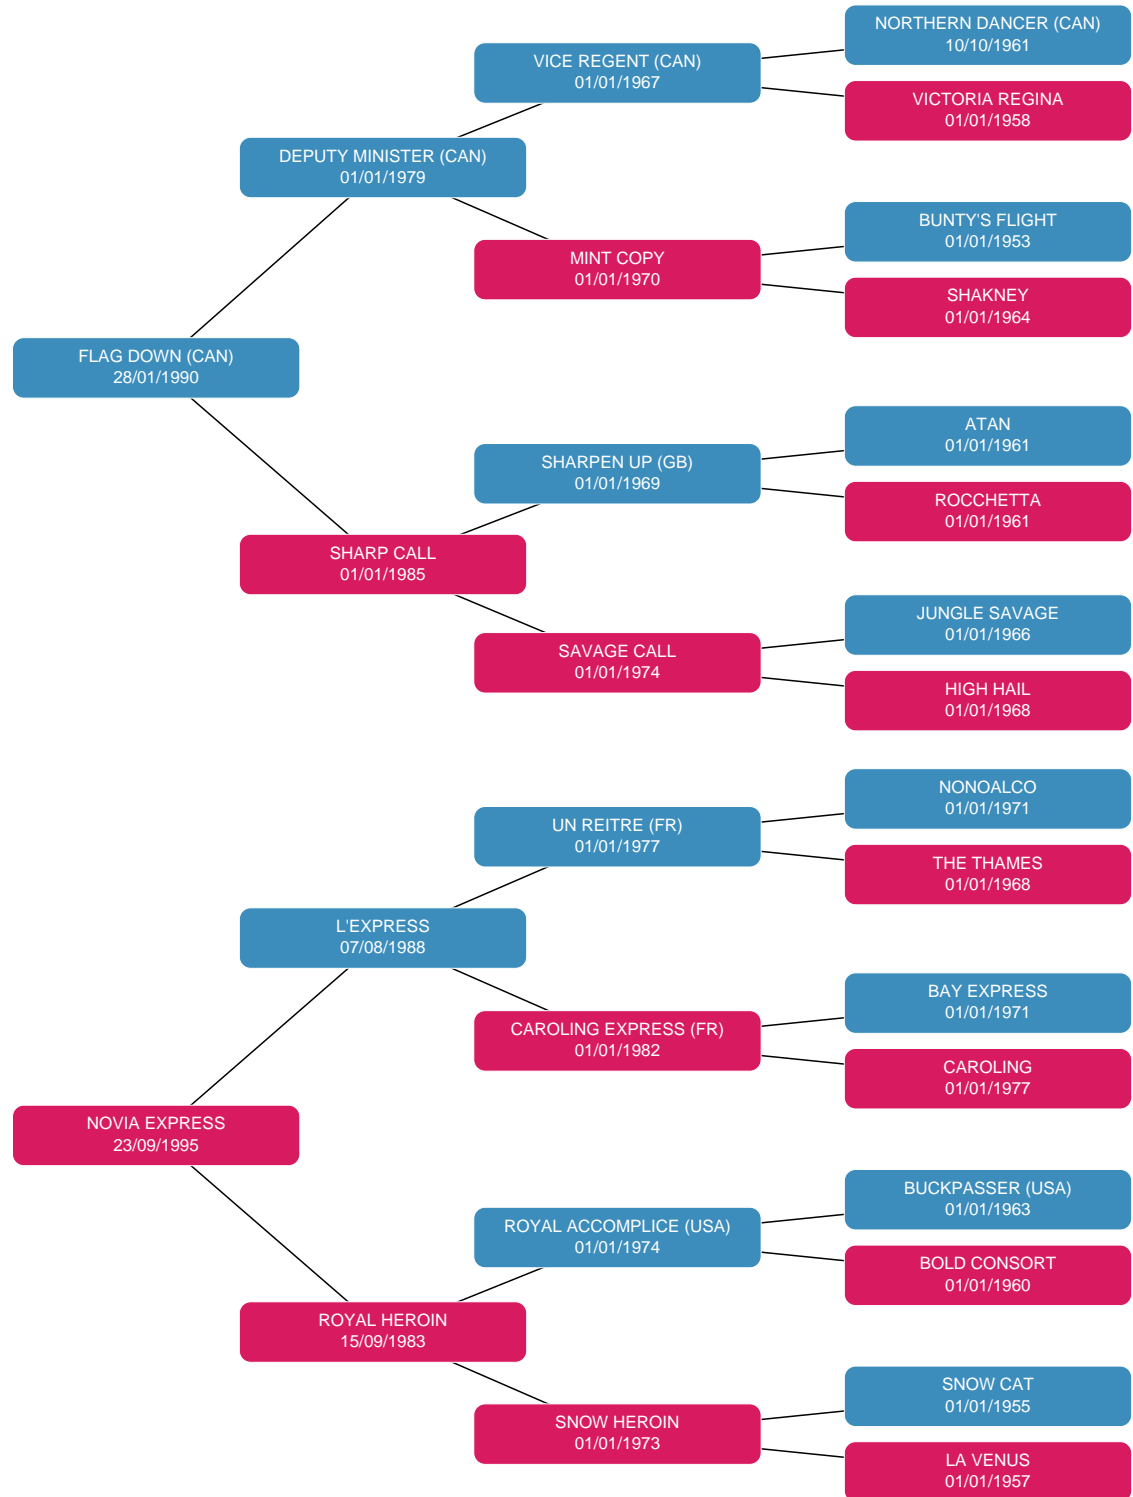 NORTHERN DANCER (CAN)
10/10/1961
VICE REGENT (CAN)
01/01/1967
VICTORIA REGINA
01/01/1958
DEPUTY MINISTER (CAN)
01/01/1979
BUNTY'S FLIGHT
01/01/1953
MINT COPY
01/01/1970
SHAKNEY
01/01/1964
FLAG DOWN (CAN)
28/01/1990
ATAN
01/01/1961
SHARPEN UP (GB)
01/01/1969
ROCCHETTA
01/01/1961
SHARP CALL
01/01/1985
JUNGLE SAVAGE
01/01/1966
SAVAGE CALL
01/01/1974
HIGH HAIL
01/01/1968
NONOALCO
01/01/1971
UN REITRE (FR)
01/01/1977
THE THAMES
01/01/1968
L'EXPRESS
07/08/1988
BAY EXPRESS
01/01/1971
CAROLING EXPRESS (FR)
01/01/1982
CAROLING
01/01/1977
NOVIA EXPRESS
23/09/1995
BUCKPASSER (USA)
01/01/1963
ROYAL ACCOMPLICE (USA)
01/01/1974
BOLD CONSORT
01/01/1960
ROYAL HEROIN
15/09/1983
SNOW CAT
01/01/1955
SNOW HEROIN
01/01/1973
LA VENUS
01/01/1957